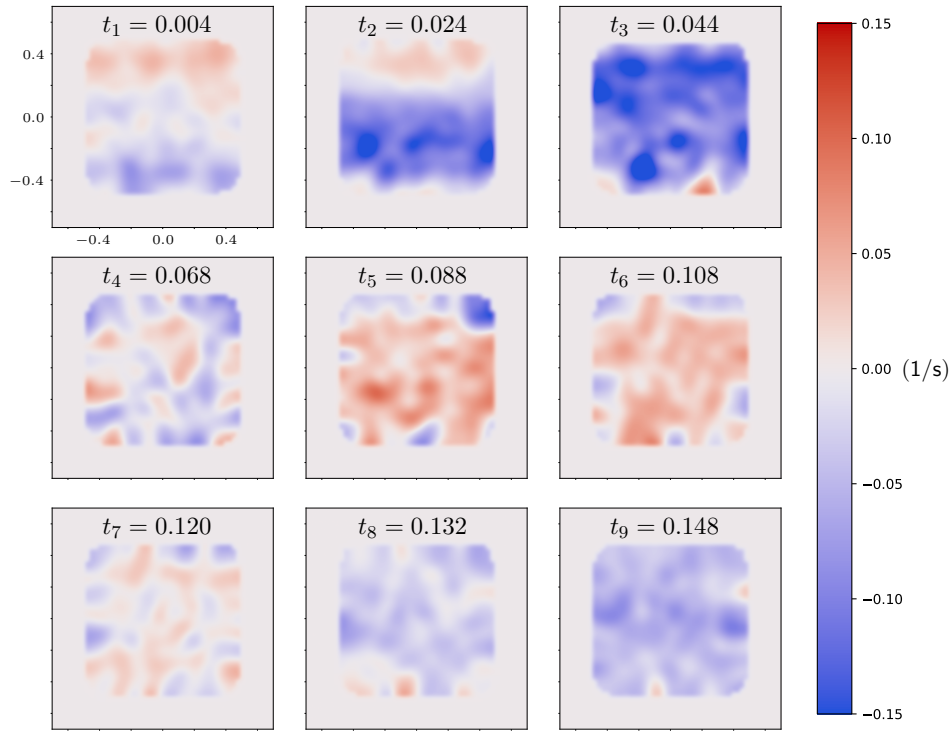 t₁ = 0.004
t₂ = 0.024
t₃ = 0.044
0.4
0.0
−0.4
−0.4 0.0 0.4
t₄ = 0.068
t₅ = 0.088
t₆ = 0.108
t₇ = 0.120
t₈ = 0.132
t₉ = 0.148
0.15
0.10
0.05
0.00 (1/s)
−0.05
−0.10
−0.15